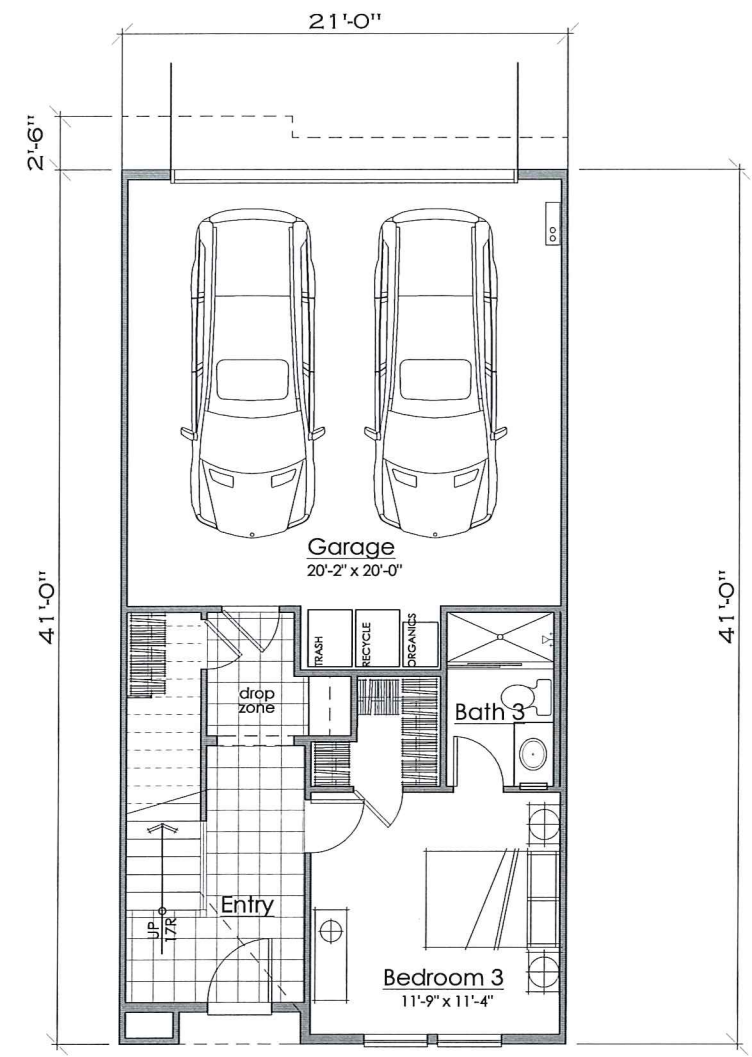 21'-0"
2'-6"
41'-0"
41'-0"
Garage
20'-2" x 20'-0"
TRASH
RECYCLE
ORGANICS
drop
zone
Bath 3
UP
17R
Entry
Bedroom 3
11'-9" x 11'-4"